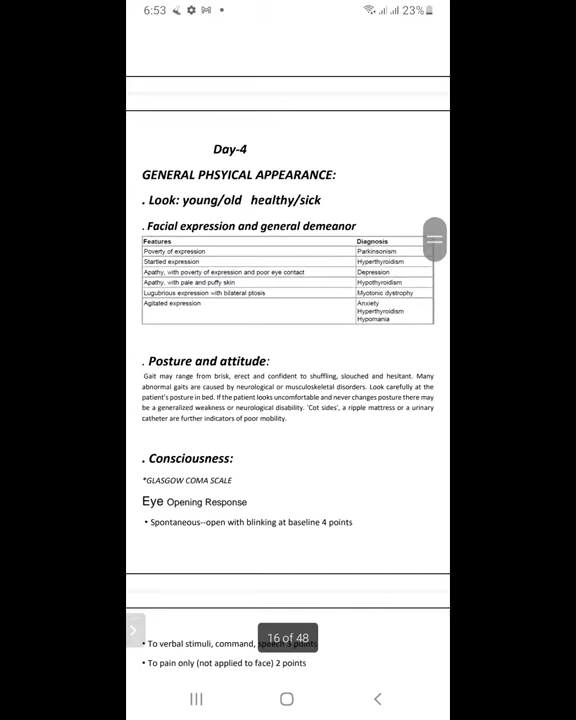 6:53
23%
Day-4
GENERAL PHSYICAL APPEARANCE:
. Look: young/old healthy/sick
. Facial expression and general demeanor
Features Diagnosis
Poverty of expression Parkinsonism
Startled expression Hyperthyroidism
Apathy, with poverty of expression and poor eye contact Depression
Apathy, with pale and puffy skin Hypothyroidism
Lugubrious expression with bilateral ptosis Myotonic dystrophy
Agitated expression Anxiety
Hyperthyroidism
Hypomania
. Posture and attitude:
Gait may range from brisk, erect and confident to shuffling, slouched and hesitant. Many
abnormal gaits are caused by neurological or musculoskeletal disorders. Look carefully at the
patient's posture in bed. If the patient looks uncomfortable and never changes posture there may
be a generalized weakness or neurological disability. 'Cot sides', a ripple mattress or a urinary
catheter are further indicators of poor mobility.
. Consciousness:
*GLASGOW COMA SCALE
Eye Opening Response
• Spontaneous--open with blinking at baseline 4 points
16 of 48
• To verbal stimuli, command, speech 3 points
• To pain only (not applied to face) 2 points